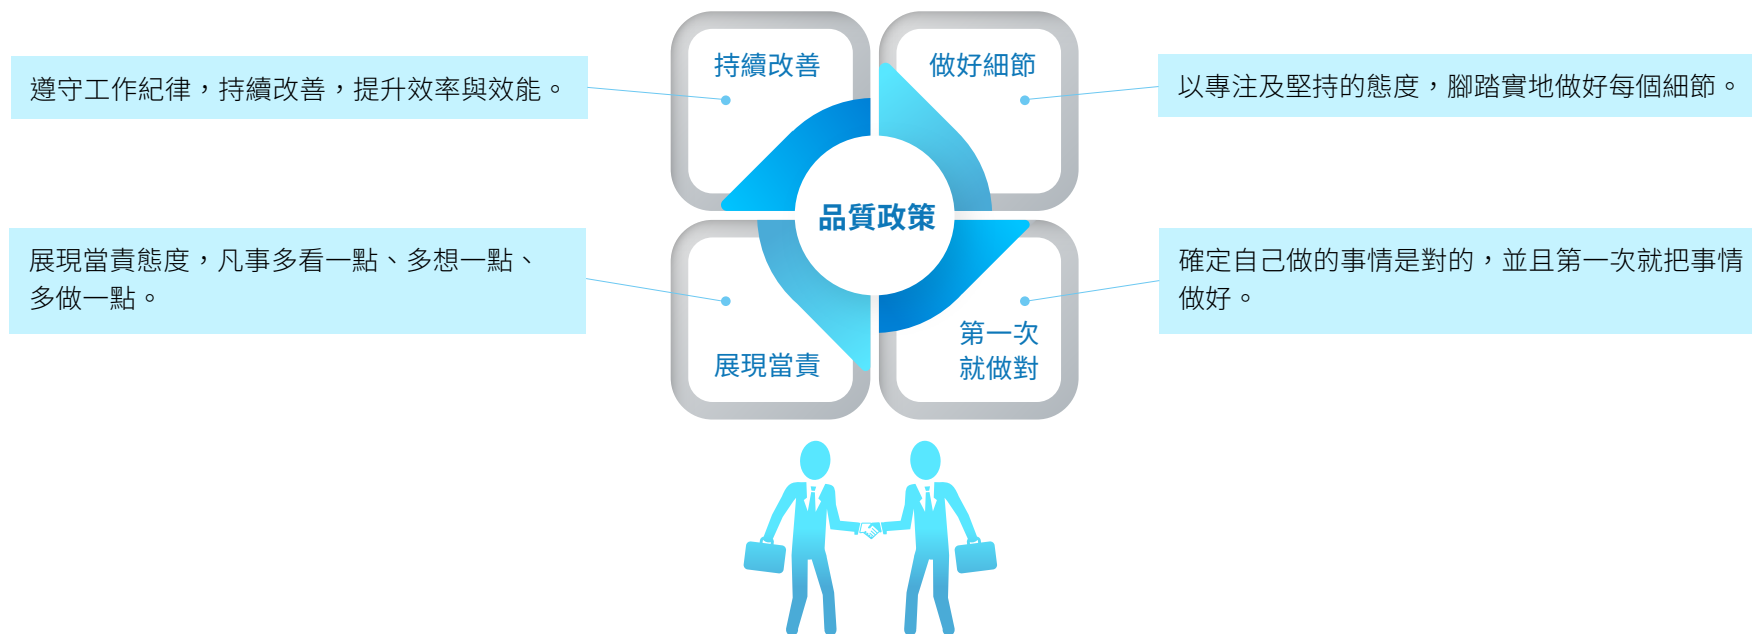 持續改善
做好細節
遵守工作紀律，持續改善，提升效率與效能。
以專注及堅持的態度，腳踏實地做好每個細節。
品質政策
展現當責態度，凡事多看一點、多想一點、
多做一點。
確定自己做的事情是對的，並且第一次就把事情
做好。
展現當責
第一次
就做對